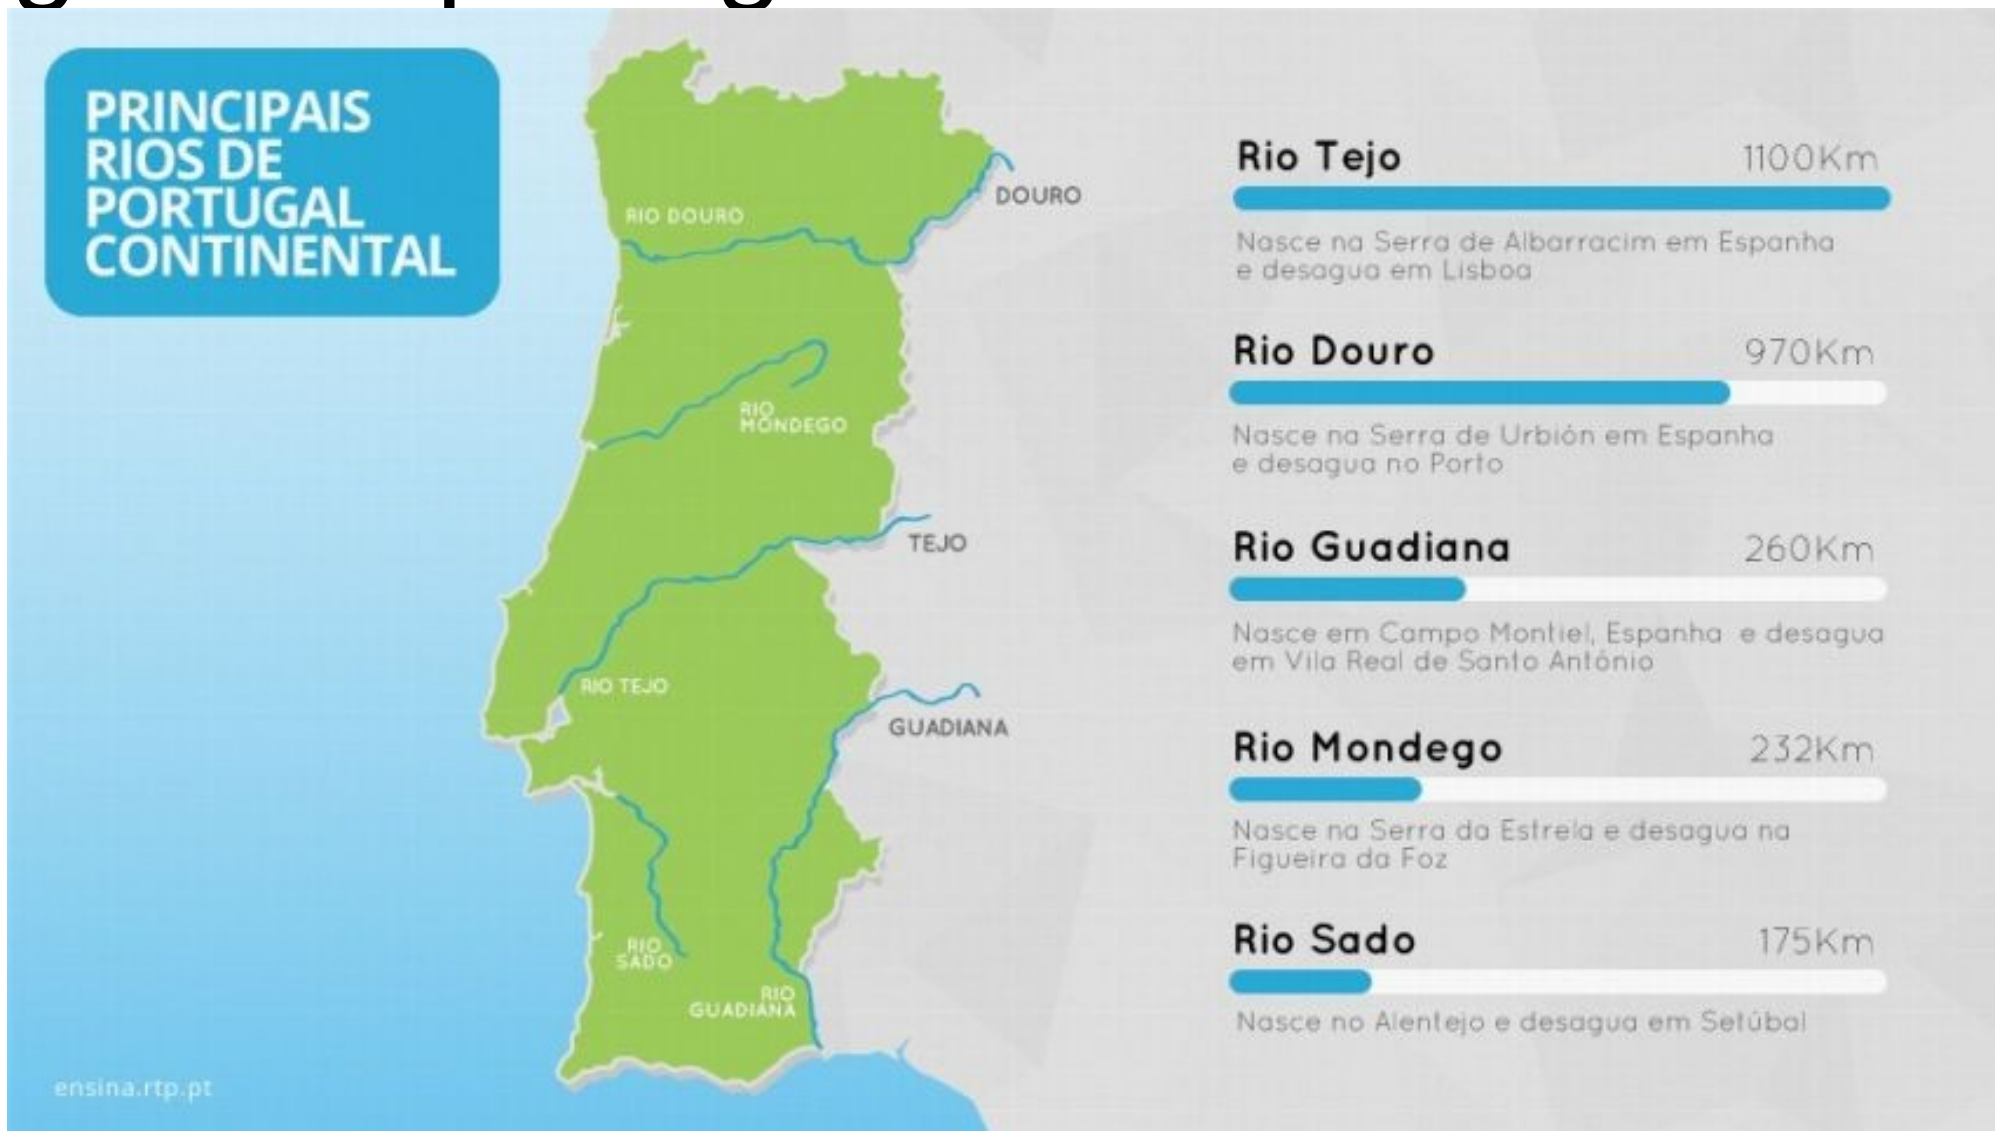 PRINCIPAIS
RIOS DE
PORTUGAL
CONTINENTAL
RIO DOURO
DOURO
RIO
MONDEGO
TEJO
RIO TEJO
GUADIANA
RIO
SADO
RIO
GUADIANA
ensina.rtp.pt
Rio Tejo 1100Km
Nasce na Serra de Albarracim em Espanha
e desagua em Lisboa
Rio Douro 970Km
Nasce na Serra de Urbión em Espanha
e desagua no Porto
Rio Guadiana 260Km
Nasce em Campo Montiel, Espanha e desagua
em Vila Real de Santo António
Rio Mondego 232Km
Nasce na Serra da Estrela e desagua na
Figueira da Foz
Rio Sado 175Km
Nasce no Alentejo e desagua em Setúbal